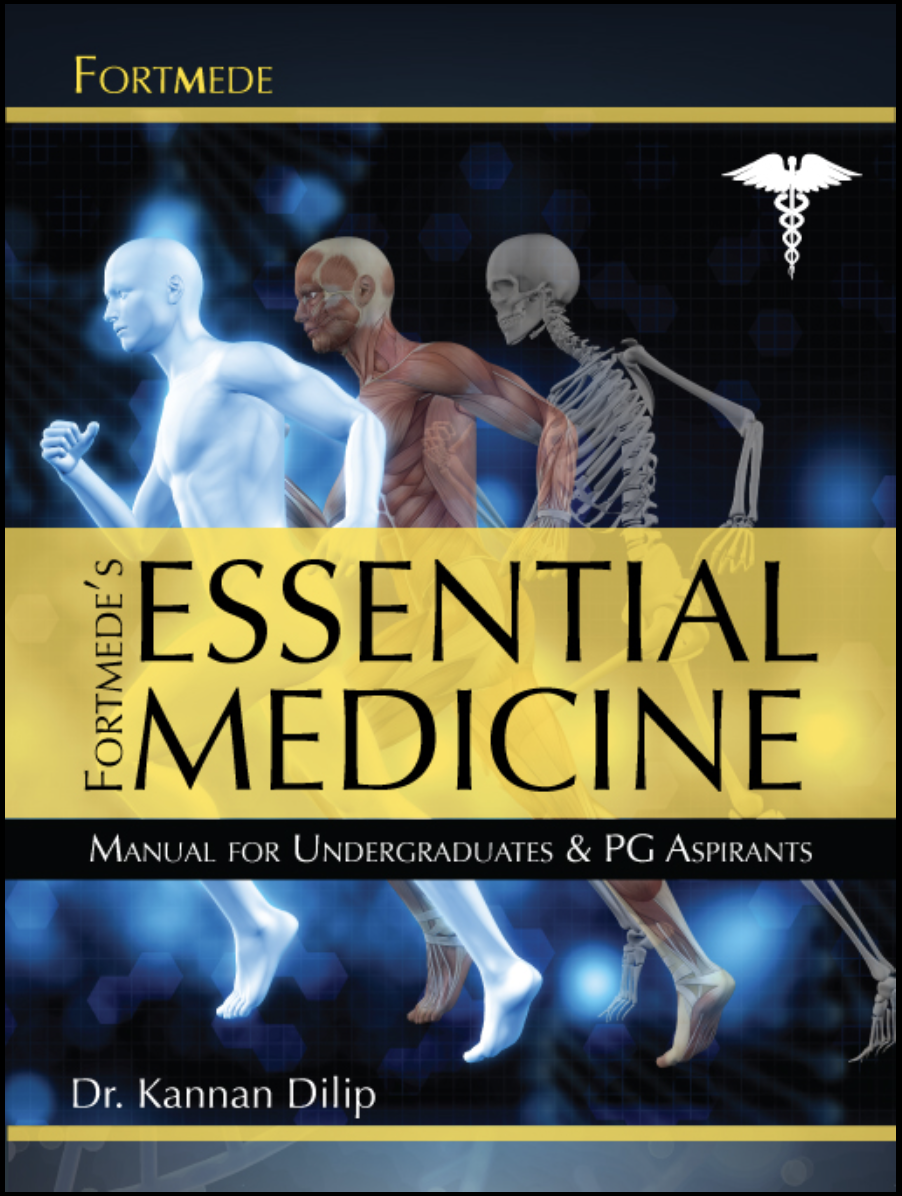 FORTMEDE
FORTMEDE'S
ESSENTIAL
MEDICINE
MANUAL FOR UNDERGRADUATES & PG ASPIRANTS
Dr. Kannan Dilip